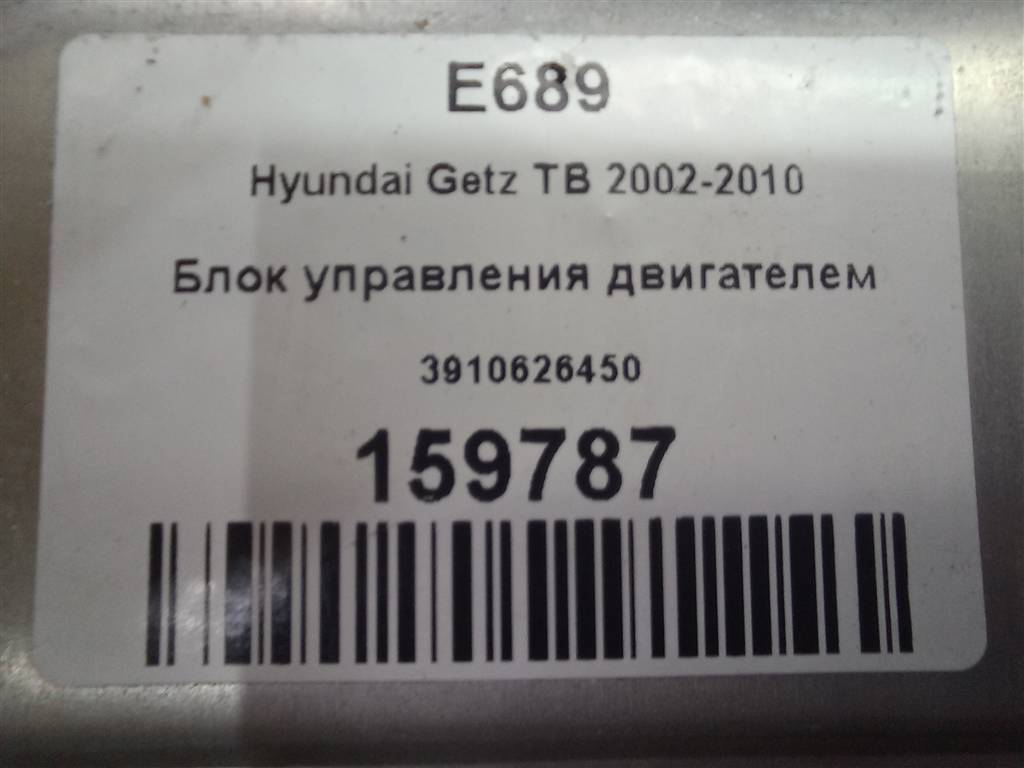 E689
Hyundai Getz TB 2002-2010
Блок управления двигателем
3910626450
159787